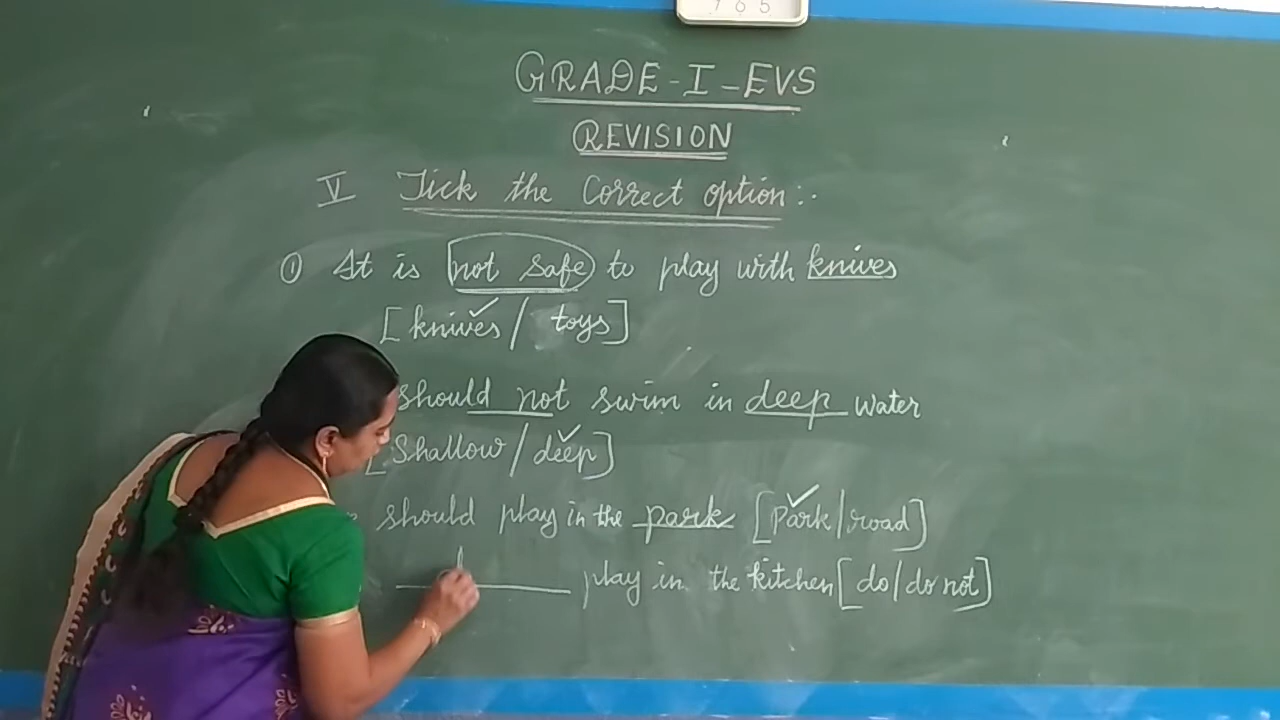 765
GRADE-I-EVS
REVISION
V Tick the correct option:-
① It is not safe to play with knives
[knives / toys]
should not swim in deep water
[Shallow / deep]
should play in the park [Park/road]
play in the kitchen [do/do not]